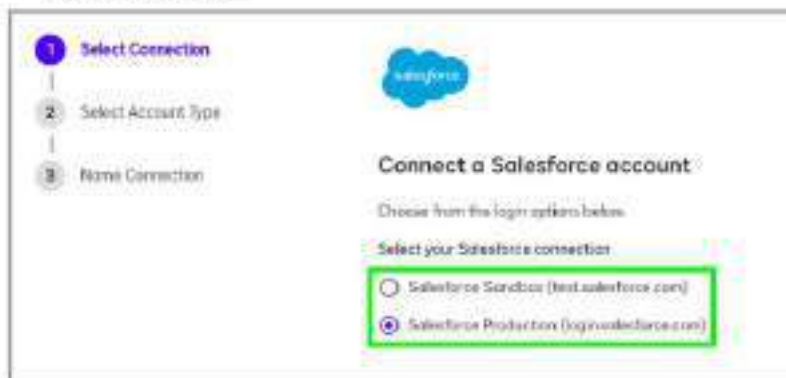 1 Select Connection
2 Select Account Type
3 Name Connection
salesforce
Connect a Salesforce account
Choose from the login options below.
Select your Salesforce connection
Salesforce Sandbox (test.salesforce.com)
Salesforce Production (login.salesforce.com)